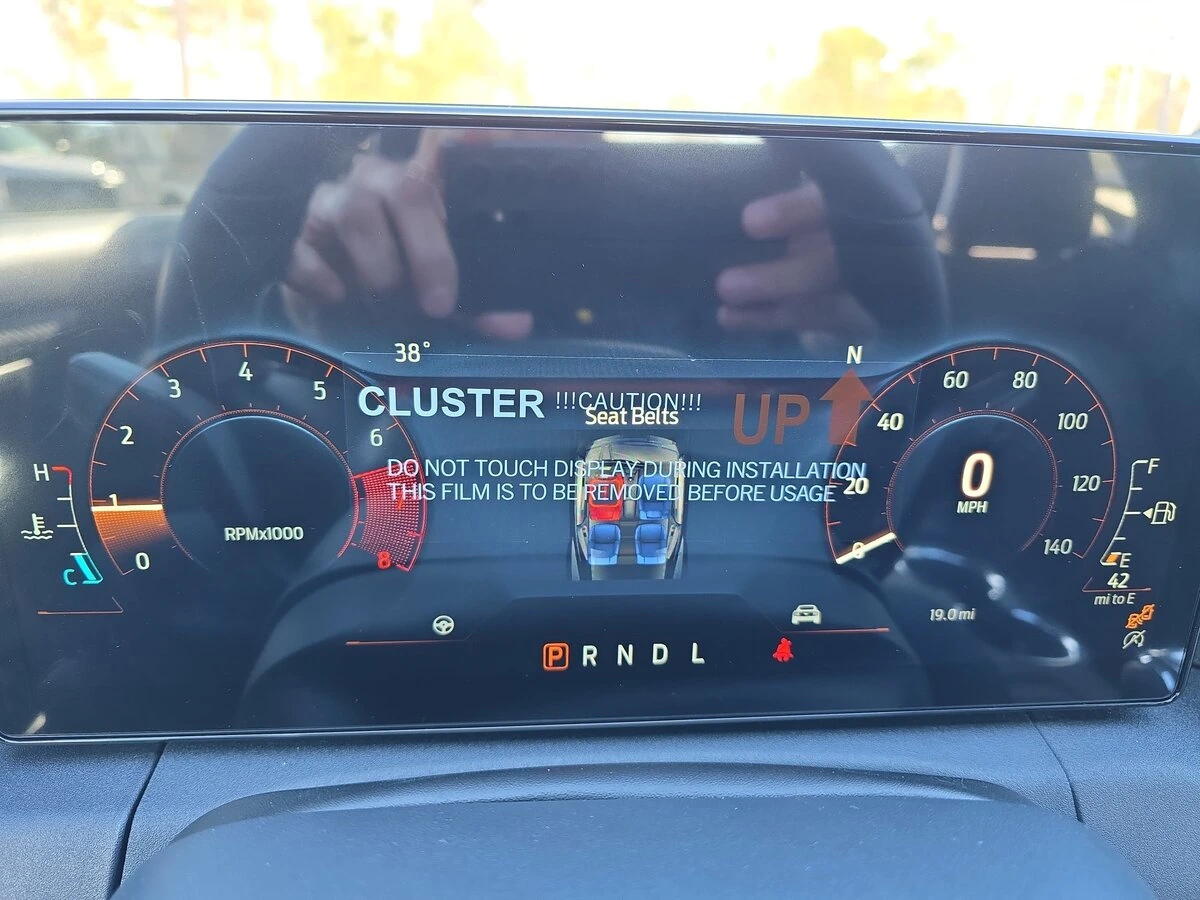 38°
N
CLUSTER !!!CAUTION!!! UP
Seat Belts
DO NOT TOUCH DISPLAY DURING INSTALLATION
THIS FILM IS TO BE REMOVED BEFORE USAGE
H
C
0
1
2
3
4
5
6
7
8
RPMx1000
0
20
40
60
80
100
120
140
0
MPH
F
E
42
mi to E
19.0 mi
P R N D L